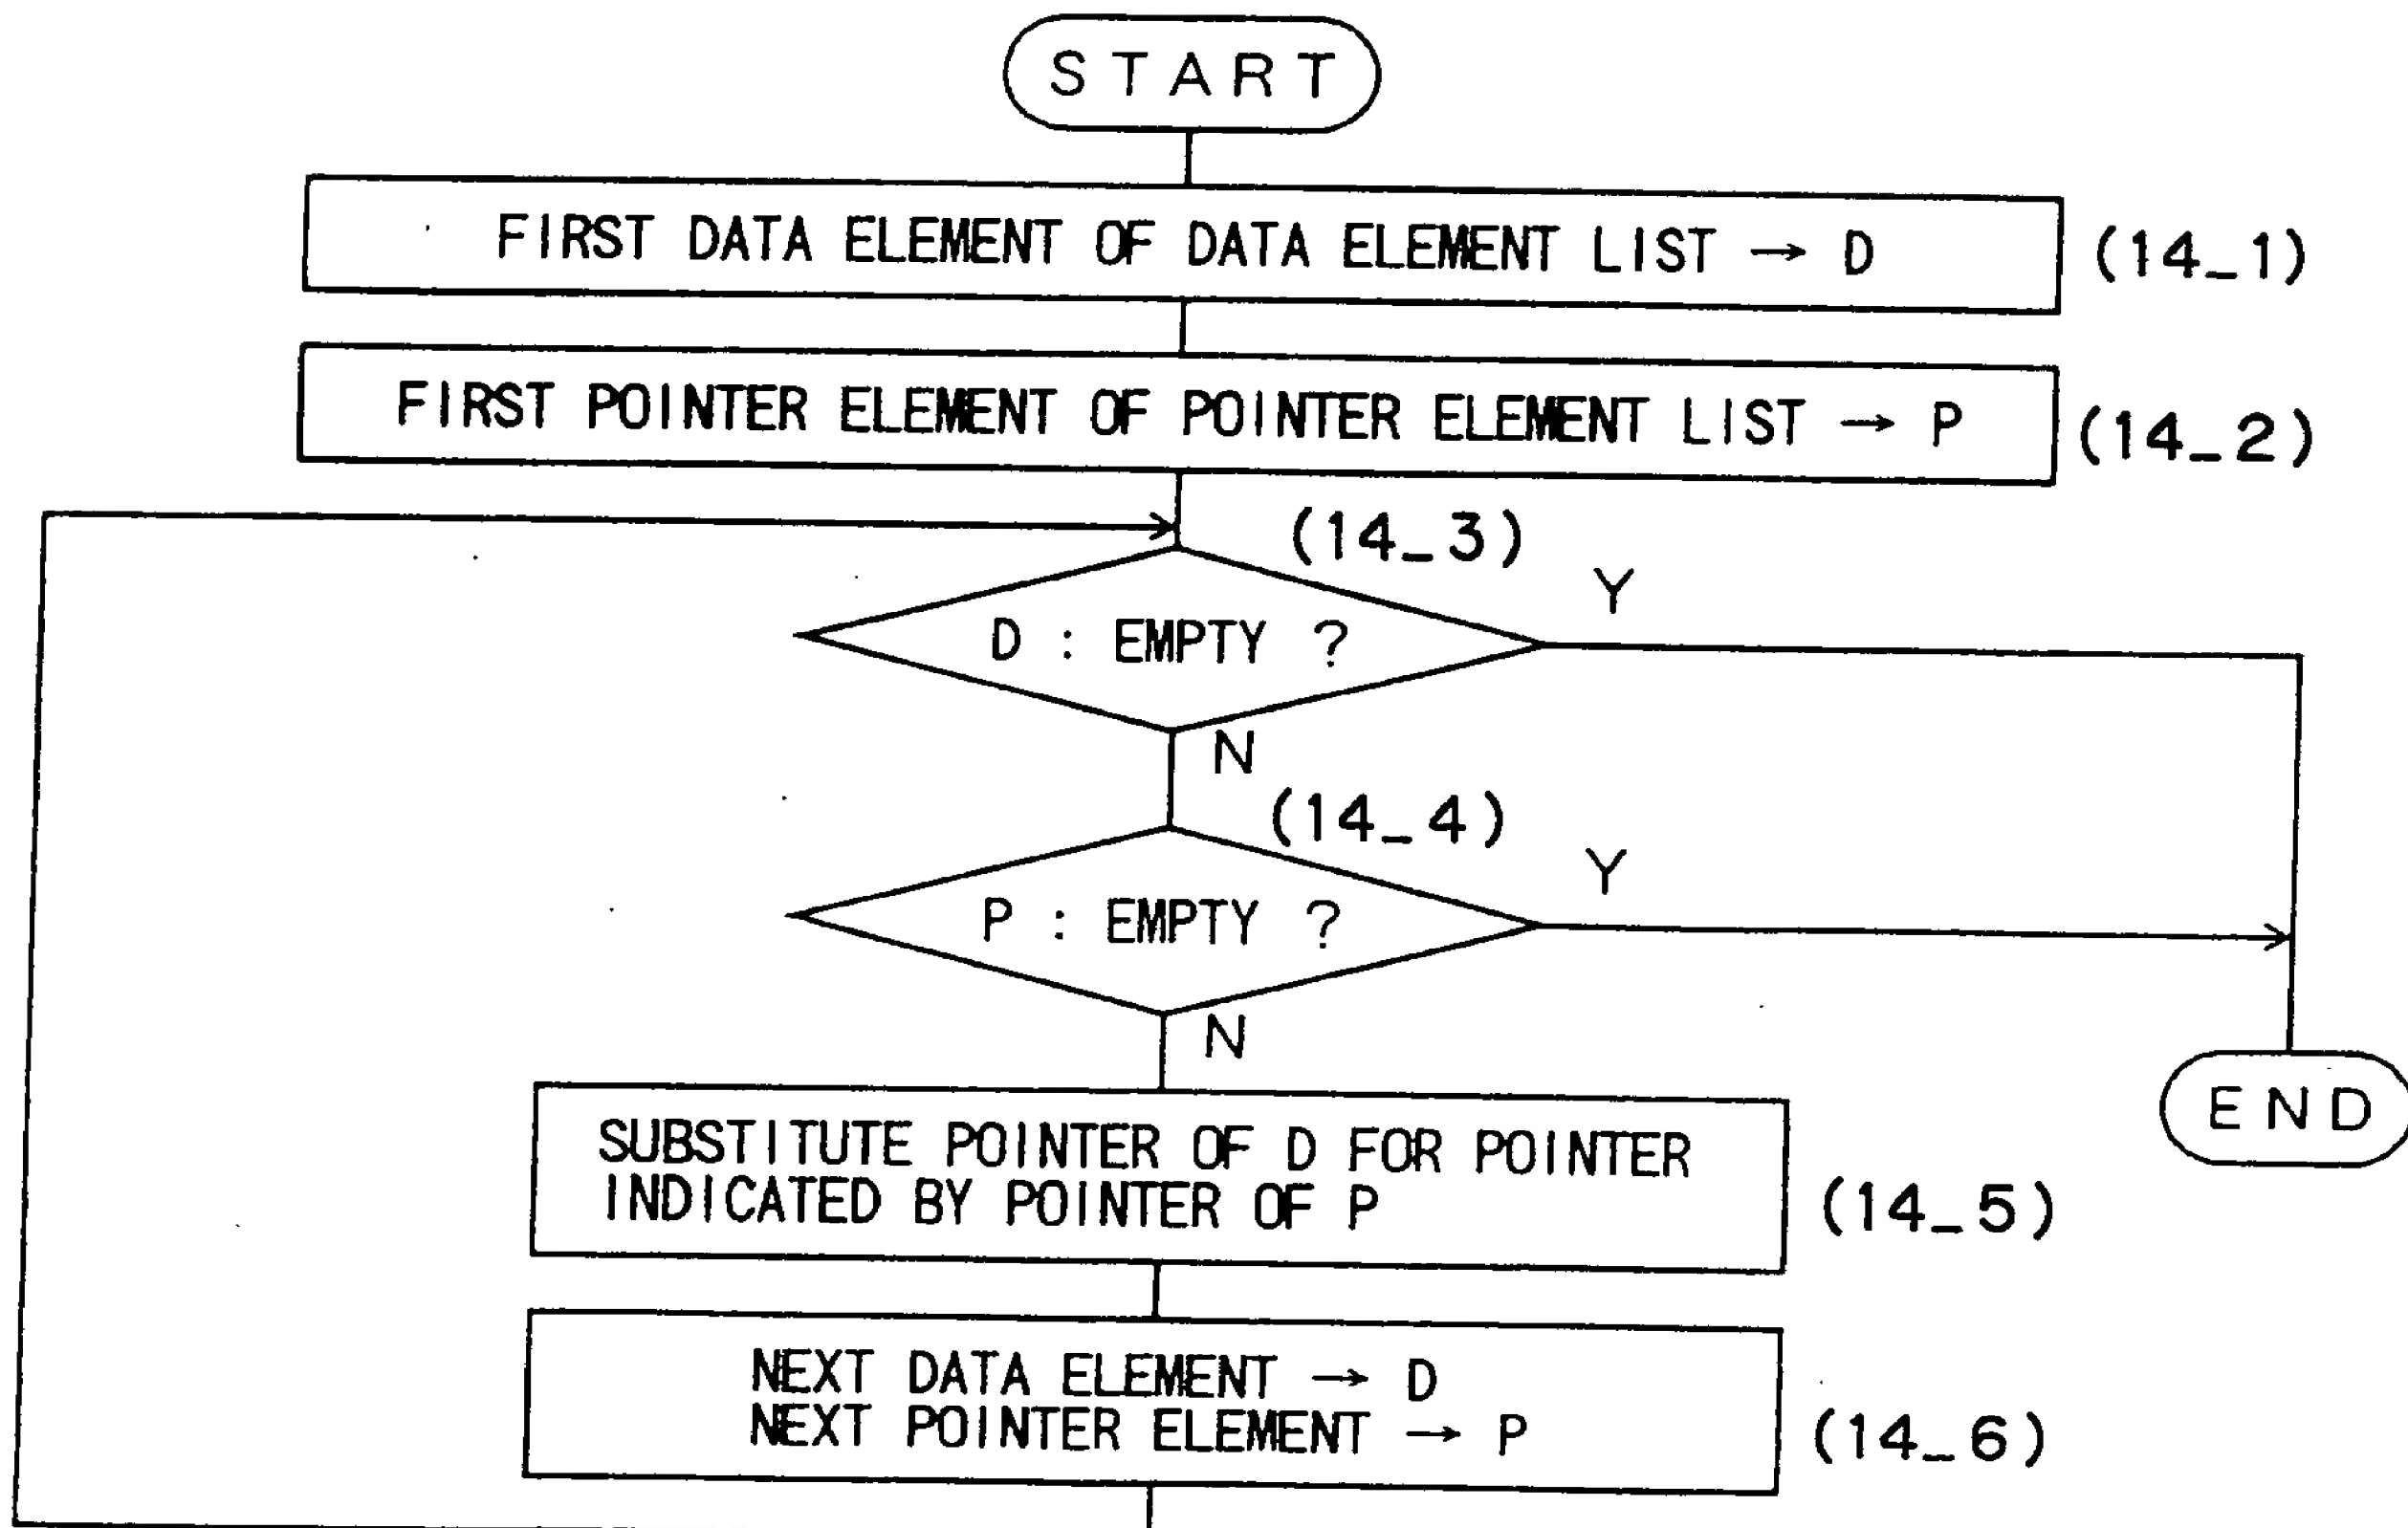 START
FIRST DATA ELEMENT OF DATA ELEMENT LIST → D
(14_1)
FIRST POINTER ELEMENT OF POINTER ELEMENT LIST → P
(14_2)
(14_3)
D : EMPTY ?
Y
N
(14_4)
P : EMPTY ?
Y
N
SUBSTITUTE POINTER OF D FOR POINTER
INDICATED BY POINTER OF P
(14_5)
END
NEXT DATA ELEMENT → D
NEXT POINTER ELEMENT → P
(14_6)